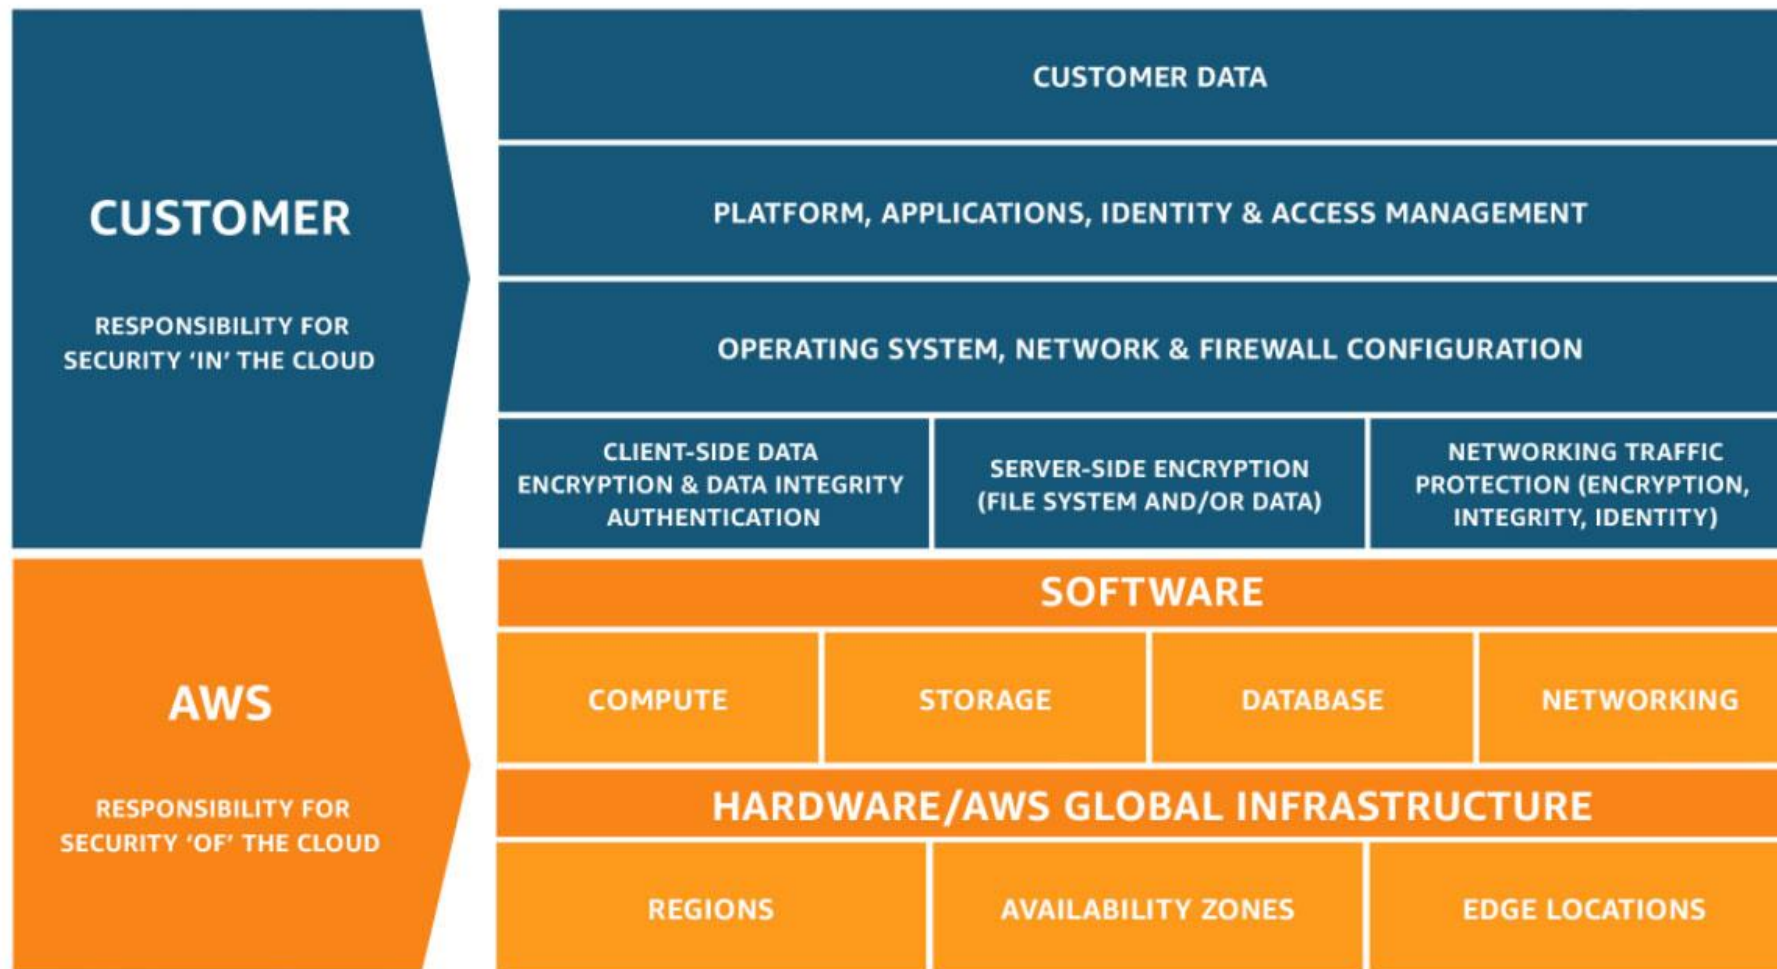 CUSTOMER
RESPONSIBILITY FOR
SECURITY ‘IN’ THE CLOUD
CUSTOMER DATA
PLATFORM, APPLICATIONS, IDENTITY & ACCESS MANAGEMENT
OPERATING SYSTEM, NETWORK & FIREWALL CONFIGURATION
CLIENT-SIDE DATA
ENCRYPTION & DATA INTEGRITY
AUTHENTICATION
SERVER-SIDE ENCRYPTION
(FILE SYSTEM AND/OR DATA)
NETWORKING TRAFFIC
PROTECTION (ENCRYPTION,
INTEGRITY, IDENTITY)
AWS
RESPONSIBILITY FOR
SECURITY ‘OF’ THE CLOUD
SOFTWARE
COMPUTE
STORAGE
DATABASE
NETWORKING
HARDWARE/AWS GLOBAL INFRASTRUCTURE
REGIONS
AVAILABILITY ZONES
EDGE LOCATIONS